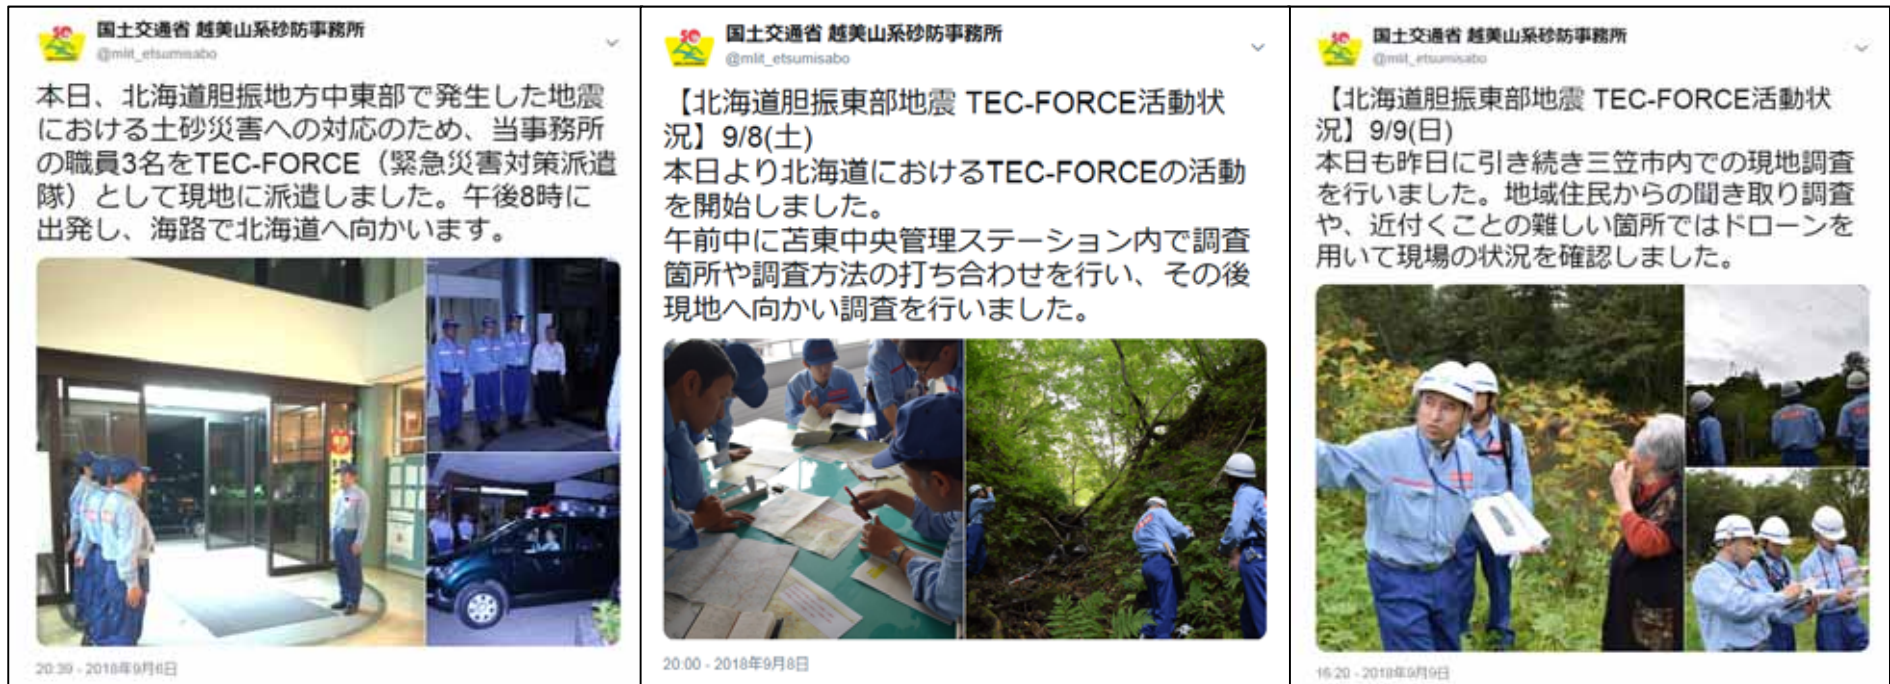 国土交通省 越美山系砂防事務所
@mlit_etsumisabo
本日、北海道胆振地方中東部で発生した地震
における土砂災害への対応のため、当事務所
の職員3名をTEC-FORCE（緊急災害対策派遣
隊）として現地に派遣しました。午後8時に
出発し、海路で北海道へ向かいます。
20:39 - 2018年9月6日
国土交通省 越美山系砂防事務所
@mlit_etsumisabo
【北海道胆振東部地震 TEC-FORCE活動状
況】9/8(土)
本日より北海道におけるTEC-FORCEの活動
を開始しました。
午前中に苫東中央管理ステーション内で調査
箇所や調査方法の打ち合わせを行い、その後
現地へ向かい調査を行いました。
20:00 - 2018年9月8日
国土交通省 越美山系砂防事務所
@mlit_etsumisabo
【北海道胆振東部地震 TEC-FORCE活動状
況】9/9(日)
本日も昨日に引き続き三笠市内での現地調査
を行いました。地域住民からの聞き取り調査
や、近付くことの難しい箇所ではドローンを
用いて現場の状況を確認しました。
16:20 - 2018年9月9日